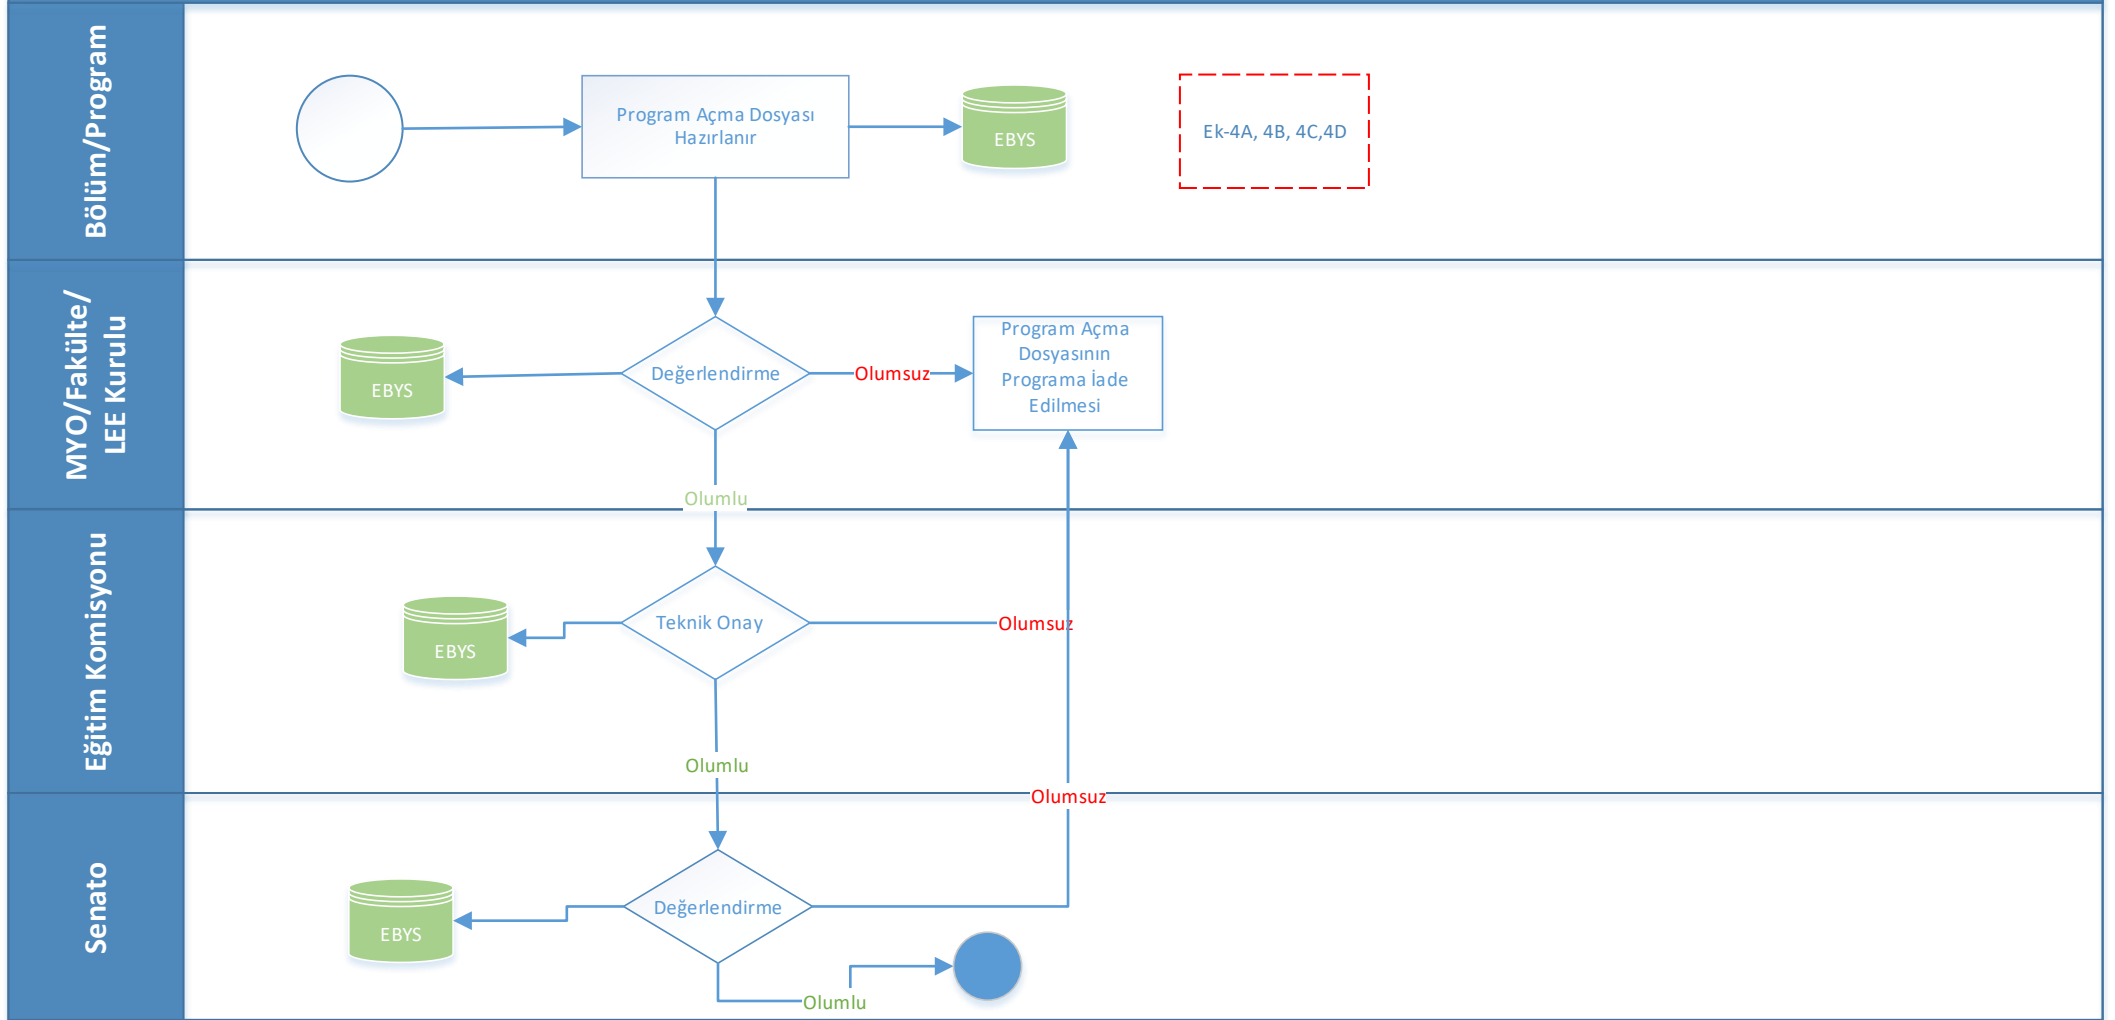 Bölüm/Program
Program Açma Dosyası
Hazırlanır
EBYS
Ek-4A, 4B, 4C,4D
MYO/Fakülte/
LEE Kurulu
EBYS
Değerlendirme
Olumsuz
Program Açma
Dosyasının
Programa İade
Edilmesi
Olumlu
Eğitim Komisyonu
EBYS
Teknik Onay
Olumsuz
Olumlu
Olumsuz
Senato
EBYS
Değerlendirme
Olumlu